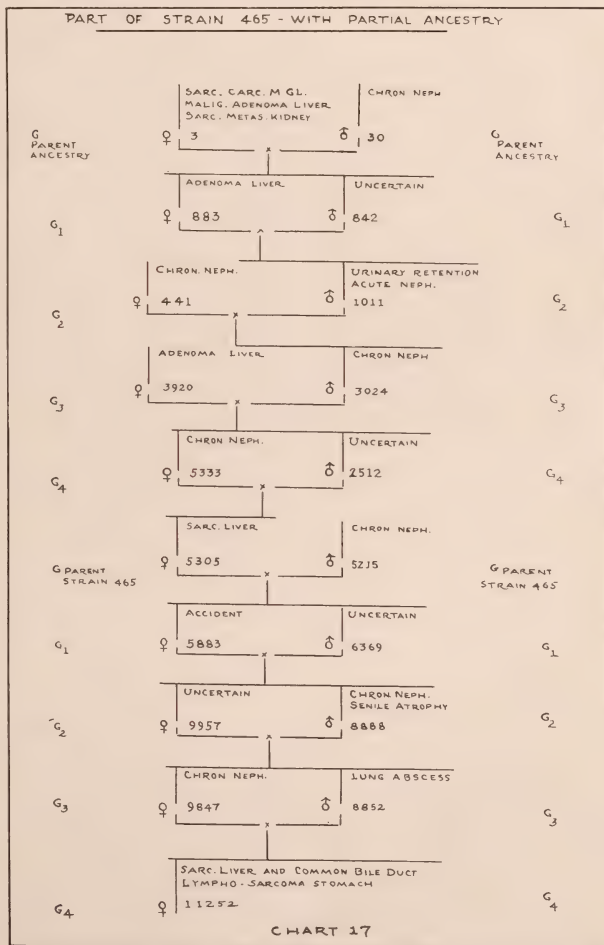 PART OF STRAIN 465 - WITH PARTIAL ANCESTRY
SARC. CARC. M GL.
MALIG. ADENOMA LIVER
SARC. METAS. KIDNEY
CHRON NEPH
G
PARENT
ANCESTRY
♀ 3
♂ 30
G
PARENT
ANCESTRY
×
ADENOMA LIVER
UNCERTAIN
G1
♀ 883
♂ 842
G1
×
CHRON. NEPH.
URINARY RETENTION
ACUTE NEPH.
G2
♀ 441
♂ 1011
G2
×
ADENOMA LIVER
CHRON NEPH
G3
♀ 3920
♂ 3024
G3
×
CHRON NEPH.
UNCERTAIN
G4
♀ 5333
♂ 2512
G4
×
SARC. LIVER
CHRON NEPH.
G PARENT
STRAIN 465
♀ 5305
♂ 5215
G PARENT
STRAIN 465
×
ACCIDENT
UNCERTAIN
G1
♀ 5883
♂ 6369
G1
×
UNCERTAIN
CHRON. NEPH.
SENILE ATROPHY
G2
♀ 9957
♂ 8888
G2
×
CHRON NEPH.
LUNG ABSCESS
G3
♀ 9847
♂ 8852
G3
×
SARC. LIVER AND COMMON BILE DUCT
LYMPHO-SARCOMA STOMACH
G4
♀ 11252
G4
CHART 17